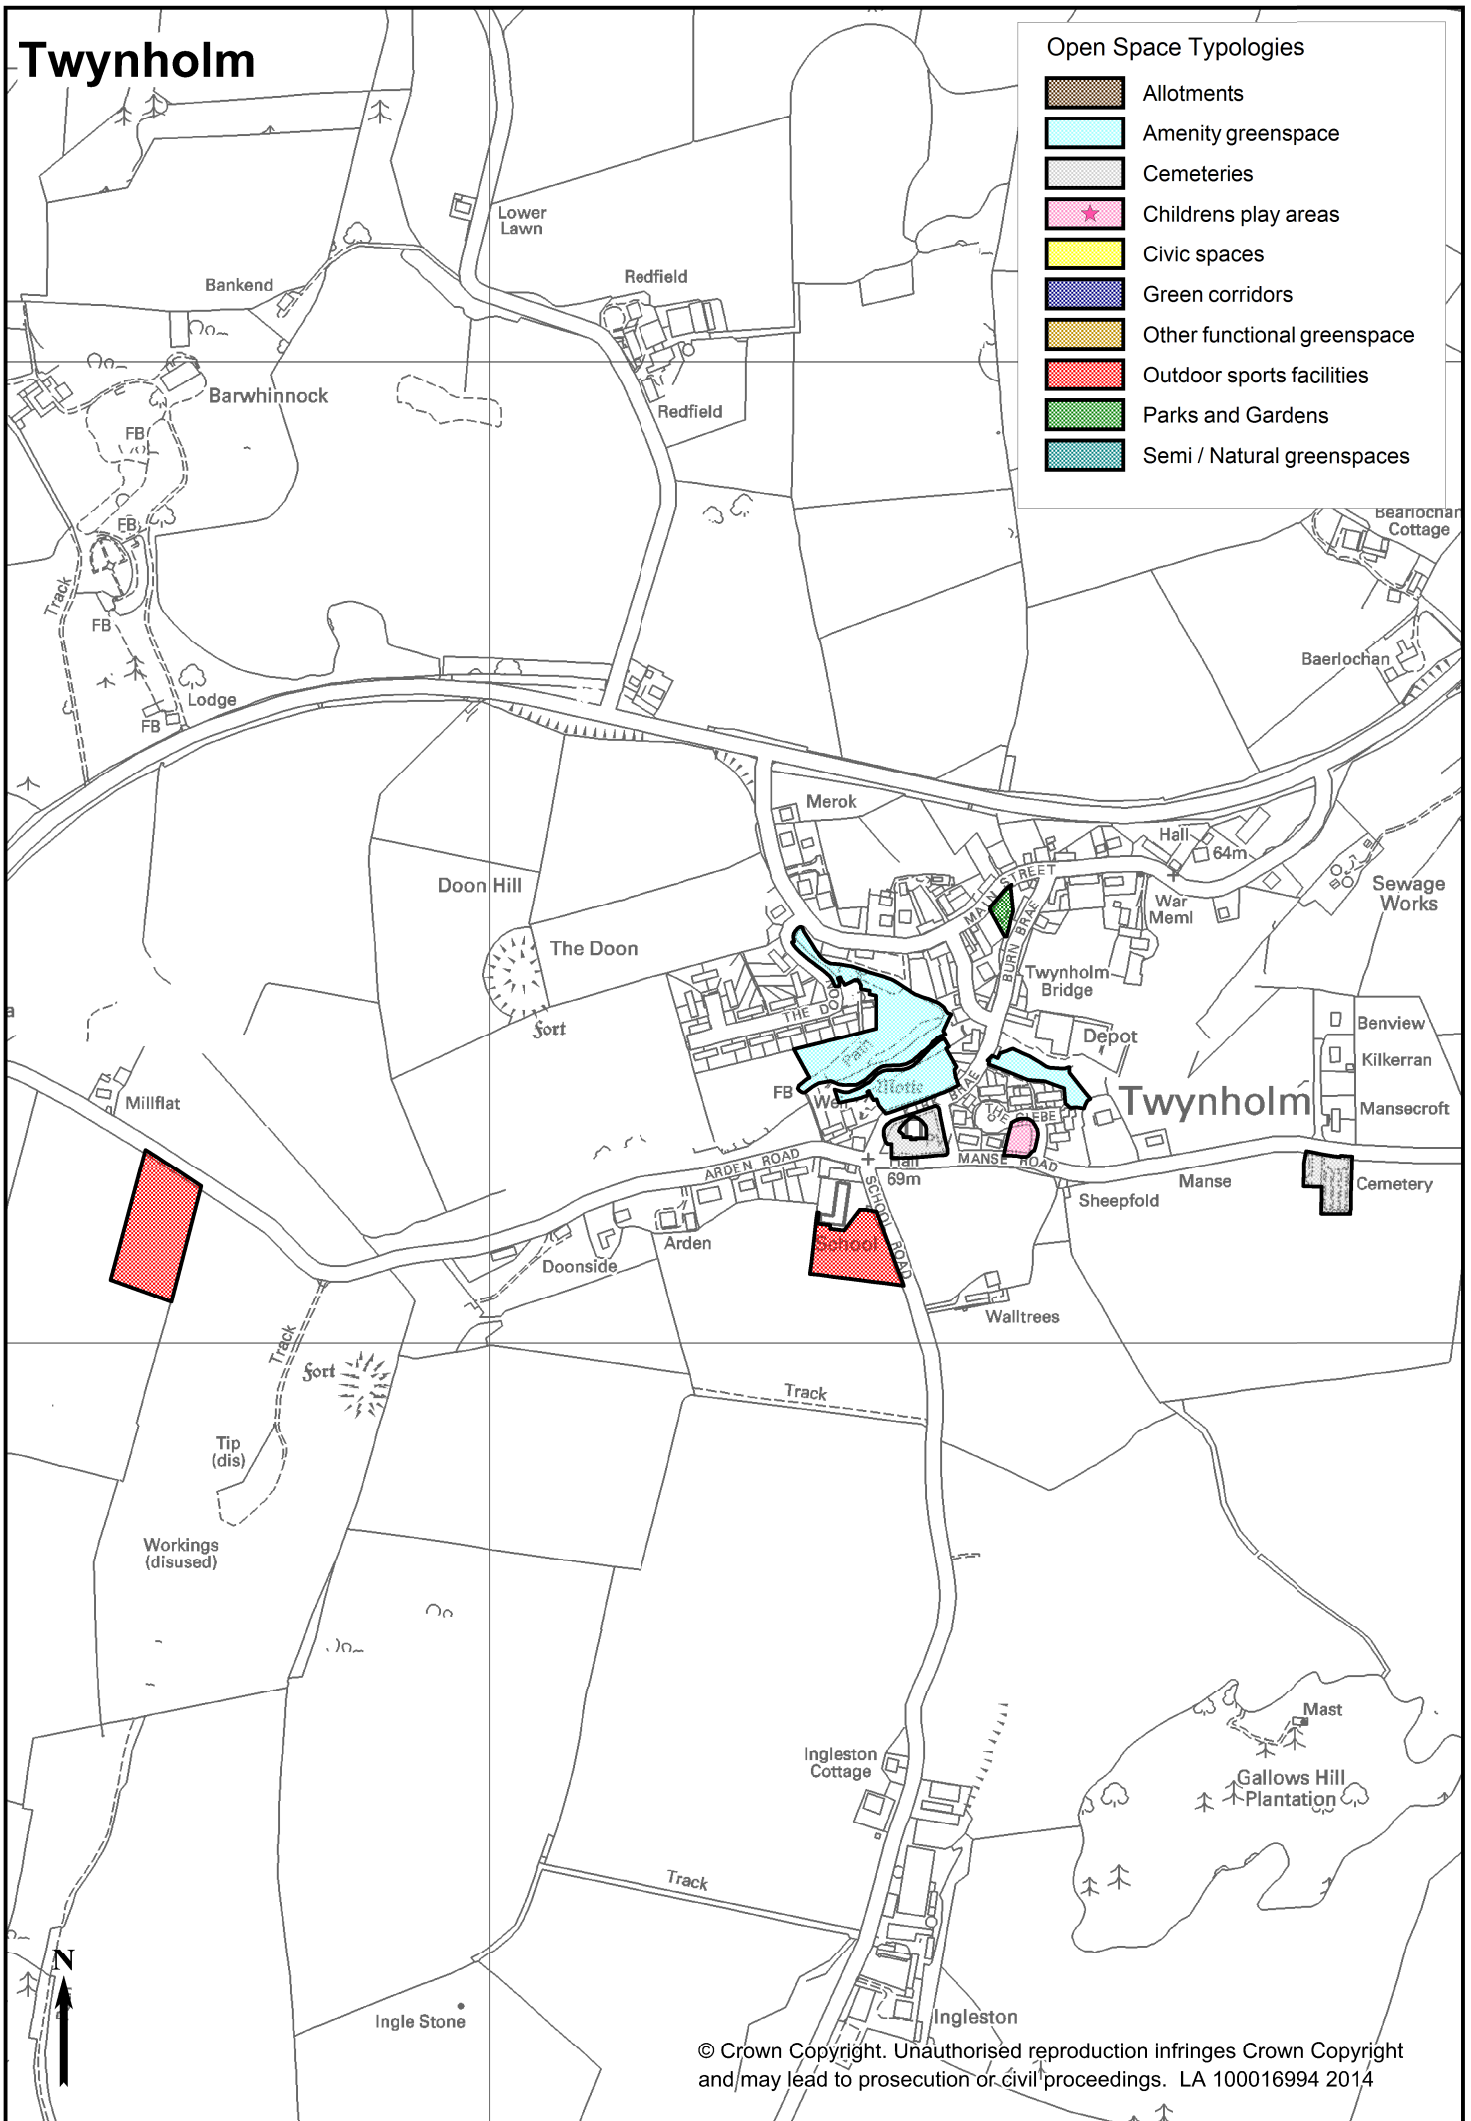 Twynholm
Open Space Typologies
Allotments
Amenity greenspace
Cemeteries
Childrens play areas
Civic spaces
Green corridors
Other functional greenspace
Outdoor sports facilities
Parks and Gardens
Semi / Natural greenspaces
Lower
Lawn
Bankend
Redfield
Barwhinnock
Redfield
FB
FB
Cottage
Track
FB
Baerlochan
Lodge
FB
Merok
Hall
64m
STREET
MAIN
Doon Hill
Sewage
Works
War
Meml
The Doon
BURN BRAE
Twynholm
Bridge
THE DOON
Fort
Benview
Depot
Path
Kilkerran
FB
Motte
BRAE
Millflat
Twynholm
Mansecroft
THE GLEBE
Hall
69m
ARDEN ROAD
MANSE ROAD
Manse
Cemetery
Sheepfold
SCHOOL ROAD
School
Arden
Doonside
Walltrees
Track
Fort
Track
Tip
(dis)
Workings
(disused)
Mast
Ingleston
Cottage
Gallows Hill
Plantation
Track
N
Ingle Stone
Ingleston
© Crown Copyright. Unauthorised reproduction infringes Crown Copyright
and may lead to prosecution or civil proceedings. LA 100016994 2014